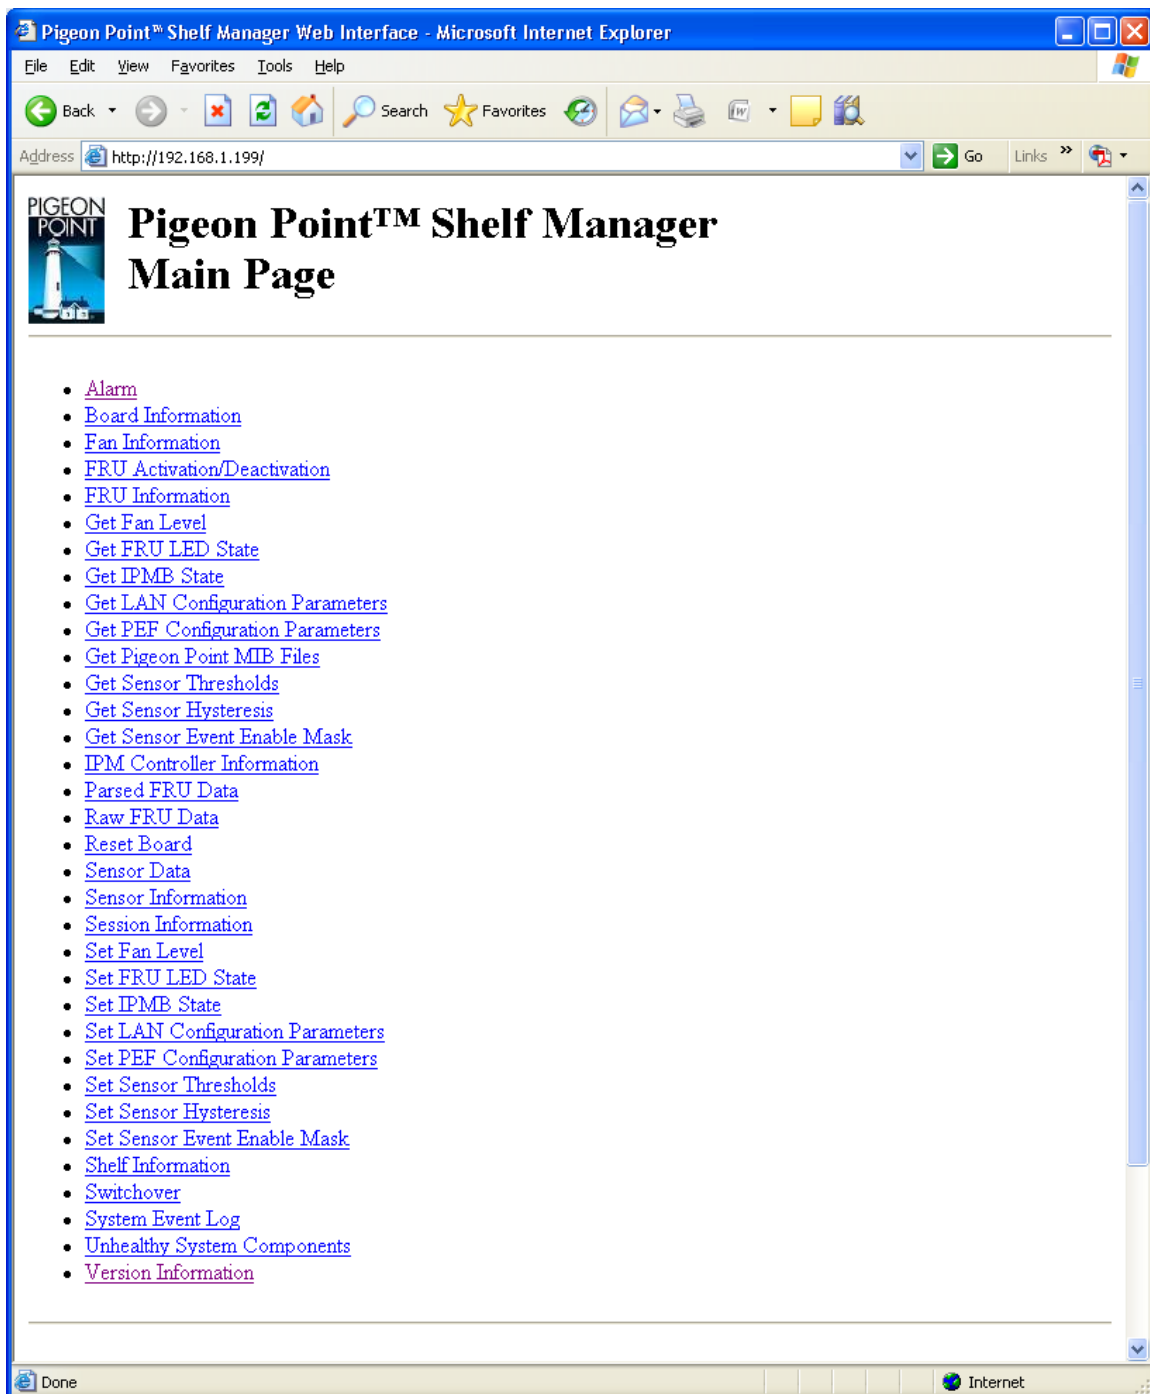 Pigeon Point™ Shelf Manager Web Interface - Microsoft Internet Explorer
File Edit View Favorites Tools Help
Back Search Favorites
Address http://192.168.1.199/ Go Links »
PIGEON
POINT
Pigeon Point™ Shelf Manager
Main Page
• Alarm
• Board Information
• Fan Information
• FRU Activation/Deactivation
• FRU Information
• Get Fan Level
• Get FRU LED State
• Get IPMB State
• Get LAN Configuration Parameters
• Get PEF Configuration Parameters
• Get Pigeon Point MIB Files
• Get Sensor Thresholds
• Get Sensor Hysteresis
• Get Sensor Event Enable Mask
• IPM Controller Information
• Parsed FRU Data
• Raw FRU Data
• Reset Board
• Sensor Data
• Sensor Information
• Session Information
• Set Fan Level
• Set FRU LED State
• Set IPMB State
• Set LAN Configuration Parameters
• Set PEF Configuration Parameters
• Set Sensor Thresholds
• Set Sensor Hysteresis
• Set Sensor Event Enable Mask
• Shelf Information
• Switchover
• System Event Log
• Unhealthy System Components
• Version Information
Done Internet